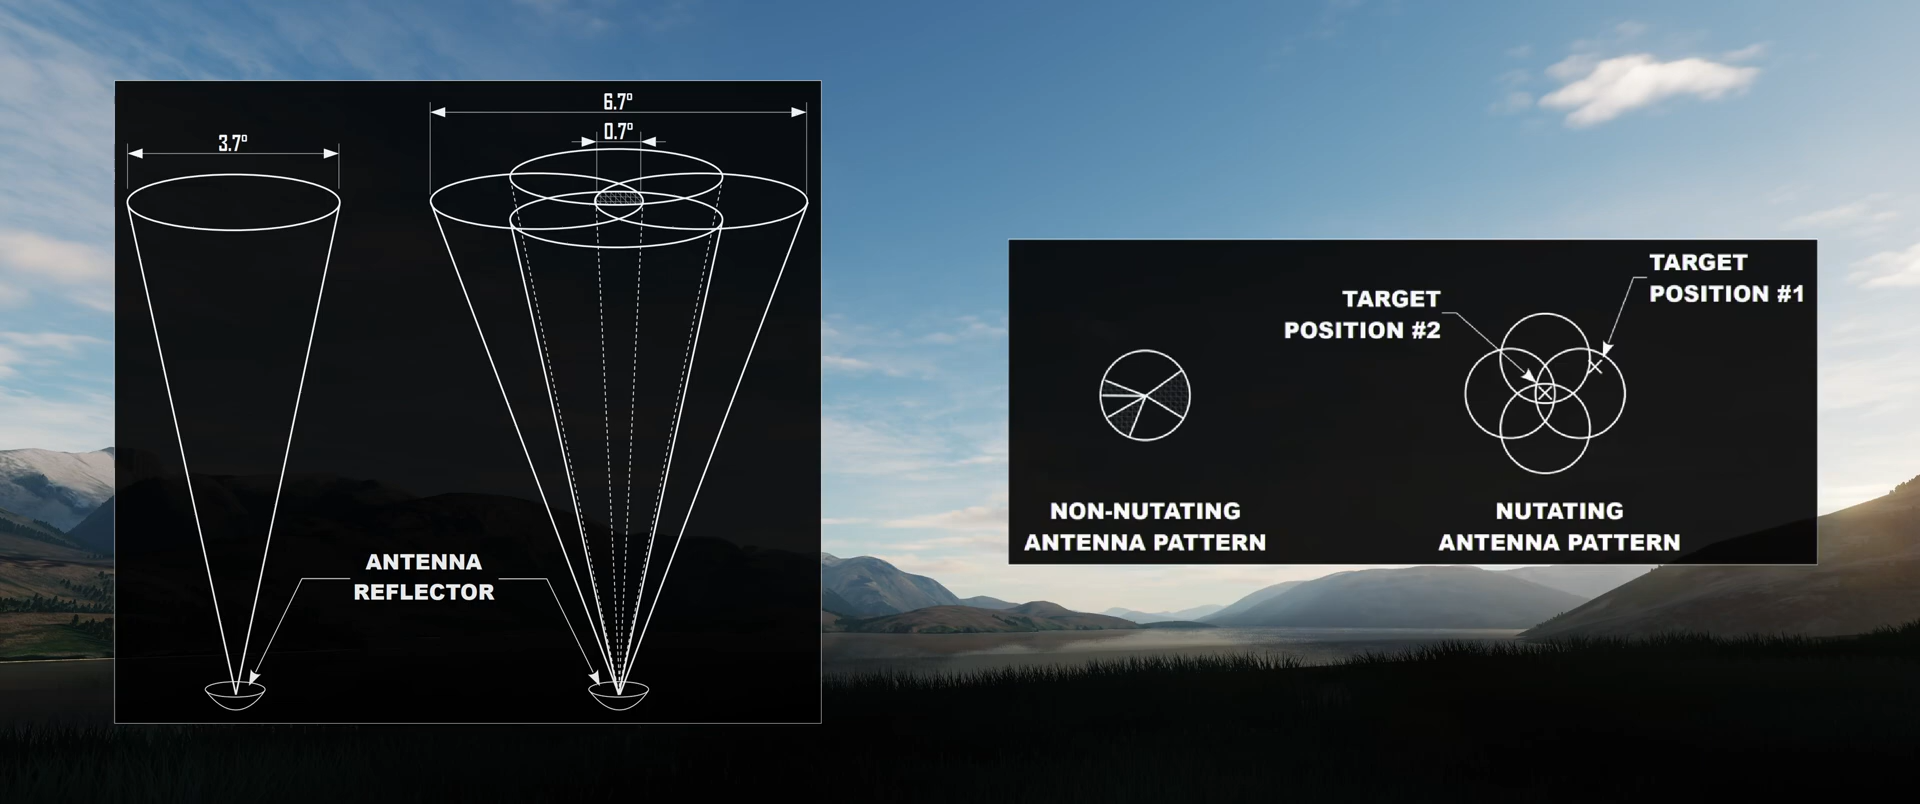 6.7°
0.7°
3.7°
ANTENNA
REFLECTOR
TARGET
POSITION #1
TARGET
POSITION #2
NON-NUTATING
ANTENNA PATTERN
NUTATING
ANTENNA PATTERN